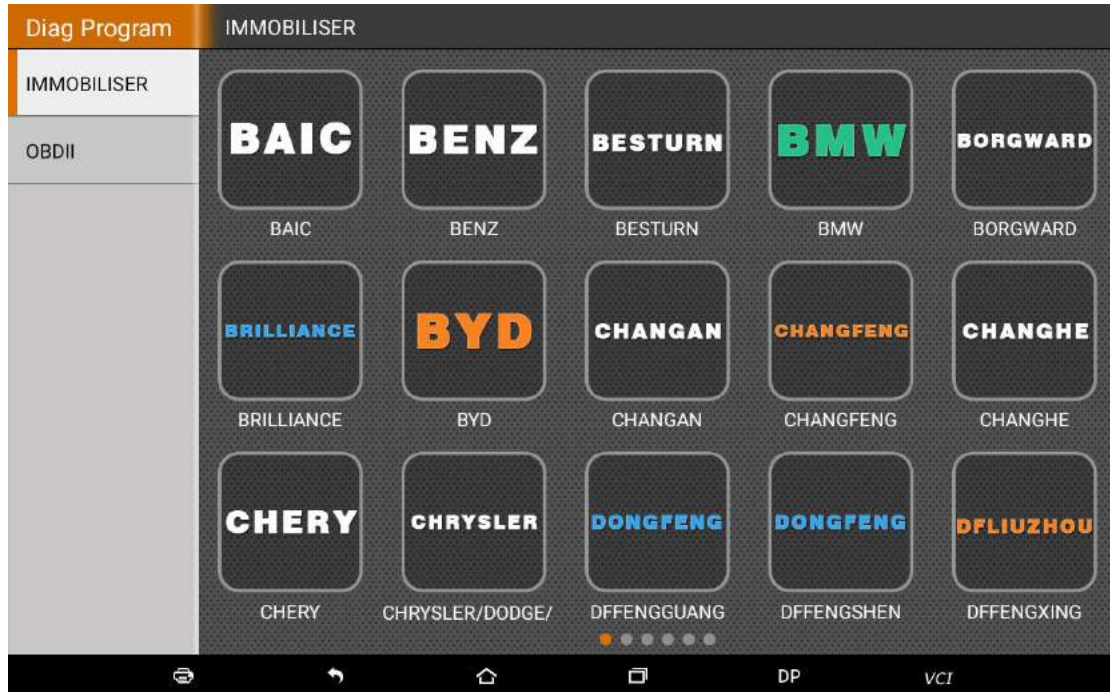 Diag Program
IMMOBILISER
IMMOBILISER
OBDII
BAIC BENZ BESTURN BMW BORGWARD
BAIC BENZ BESTURN BMW BORGWARD
BRILLIANCE BYD CHANGAN CHANGFENG CHANGHE
BRILLIANCE BYD CHANGAN CHANGFENG CHANGHE
CHERY CHRYSLER DONGFENG DONGFENG DFLIUZHOU
CHERY CHRYSLER/DODGE/ DFFENGGUANG DFFENGSHEN DFFENGXING
DP VCI